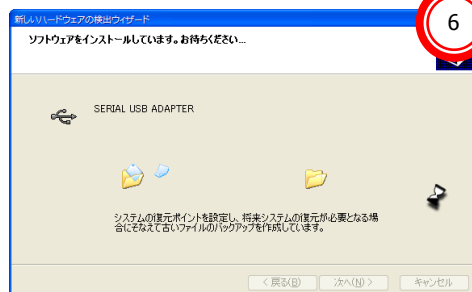 新しいハードウェアの検出ウィザード
6
ソフトウェアをインストールしています。お待ちください...
SERIAL USB ADAPTER
システムの復元ポイントを設定し、将来システムの復元が必要となる場
合にそなえて古いファイルのバックアップを作成しています。
< 戻る(B)
次へ(N) >
キャンセル